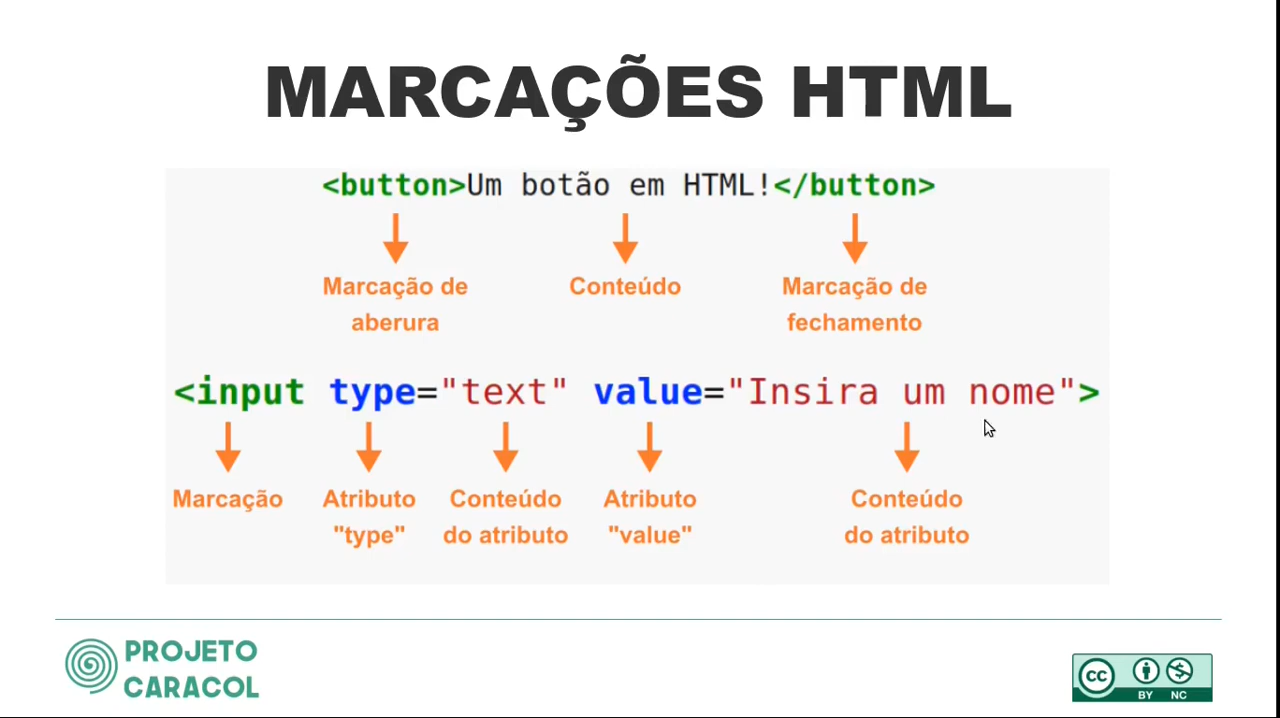 MARCAÇÕES HTML
<button>Um botão em HTML!</button>
Marcação de
aberura
Conteúdo
Marcação de
fechamento
<input type="text" value="Insira um nome">
Marcação
Atributo
"type"
Conteúdo
do atributo
Atributo
"value"
Conteúdo
do atributo
PROJETO
CARACOL
CC
BY NC